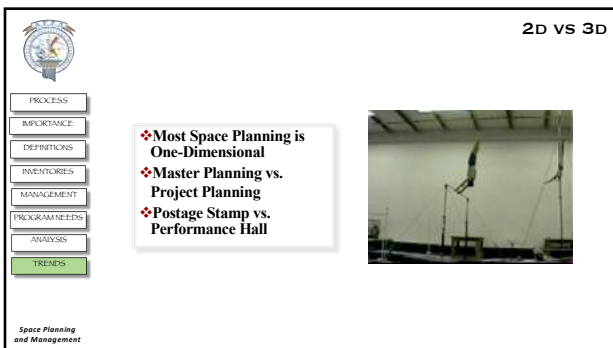 2D VS 3D
PROCESS
IMPORTANCE
DEFINITIONS
INVENTORIES
MANAGEMENT
PROGRAM NEEDS
ANALYSIS
TRENDS
❖Most Space Planning is
One-Dimensional
❖Master Planning vs.
Project Planning
❖Postage Stamp vs.
Performance Hall
Space Planning
and Management